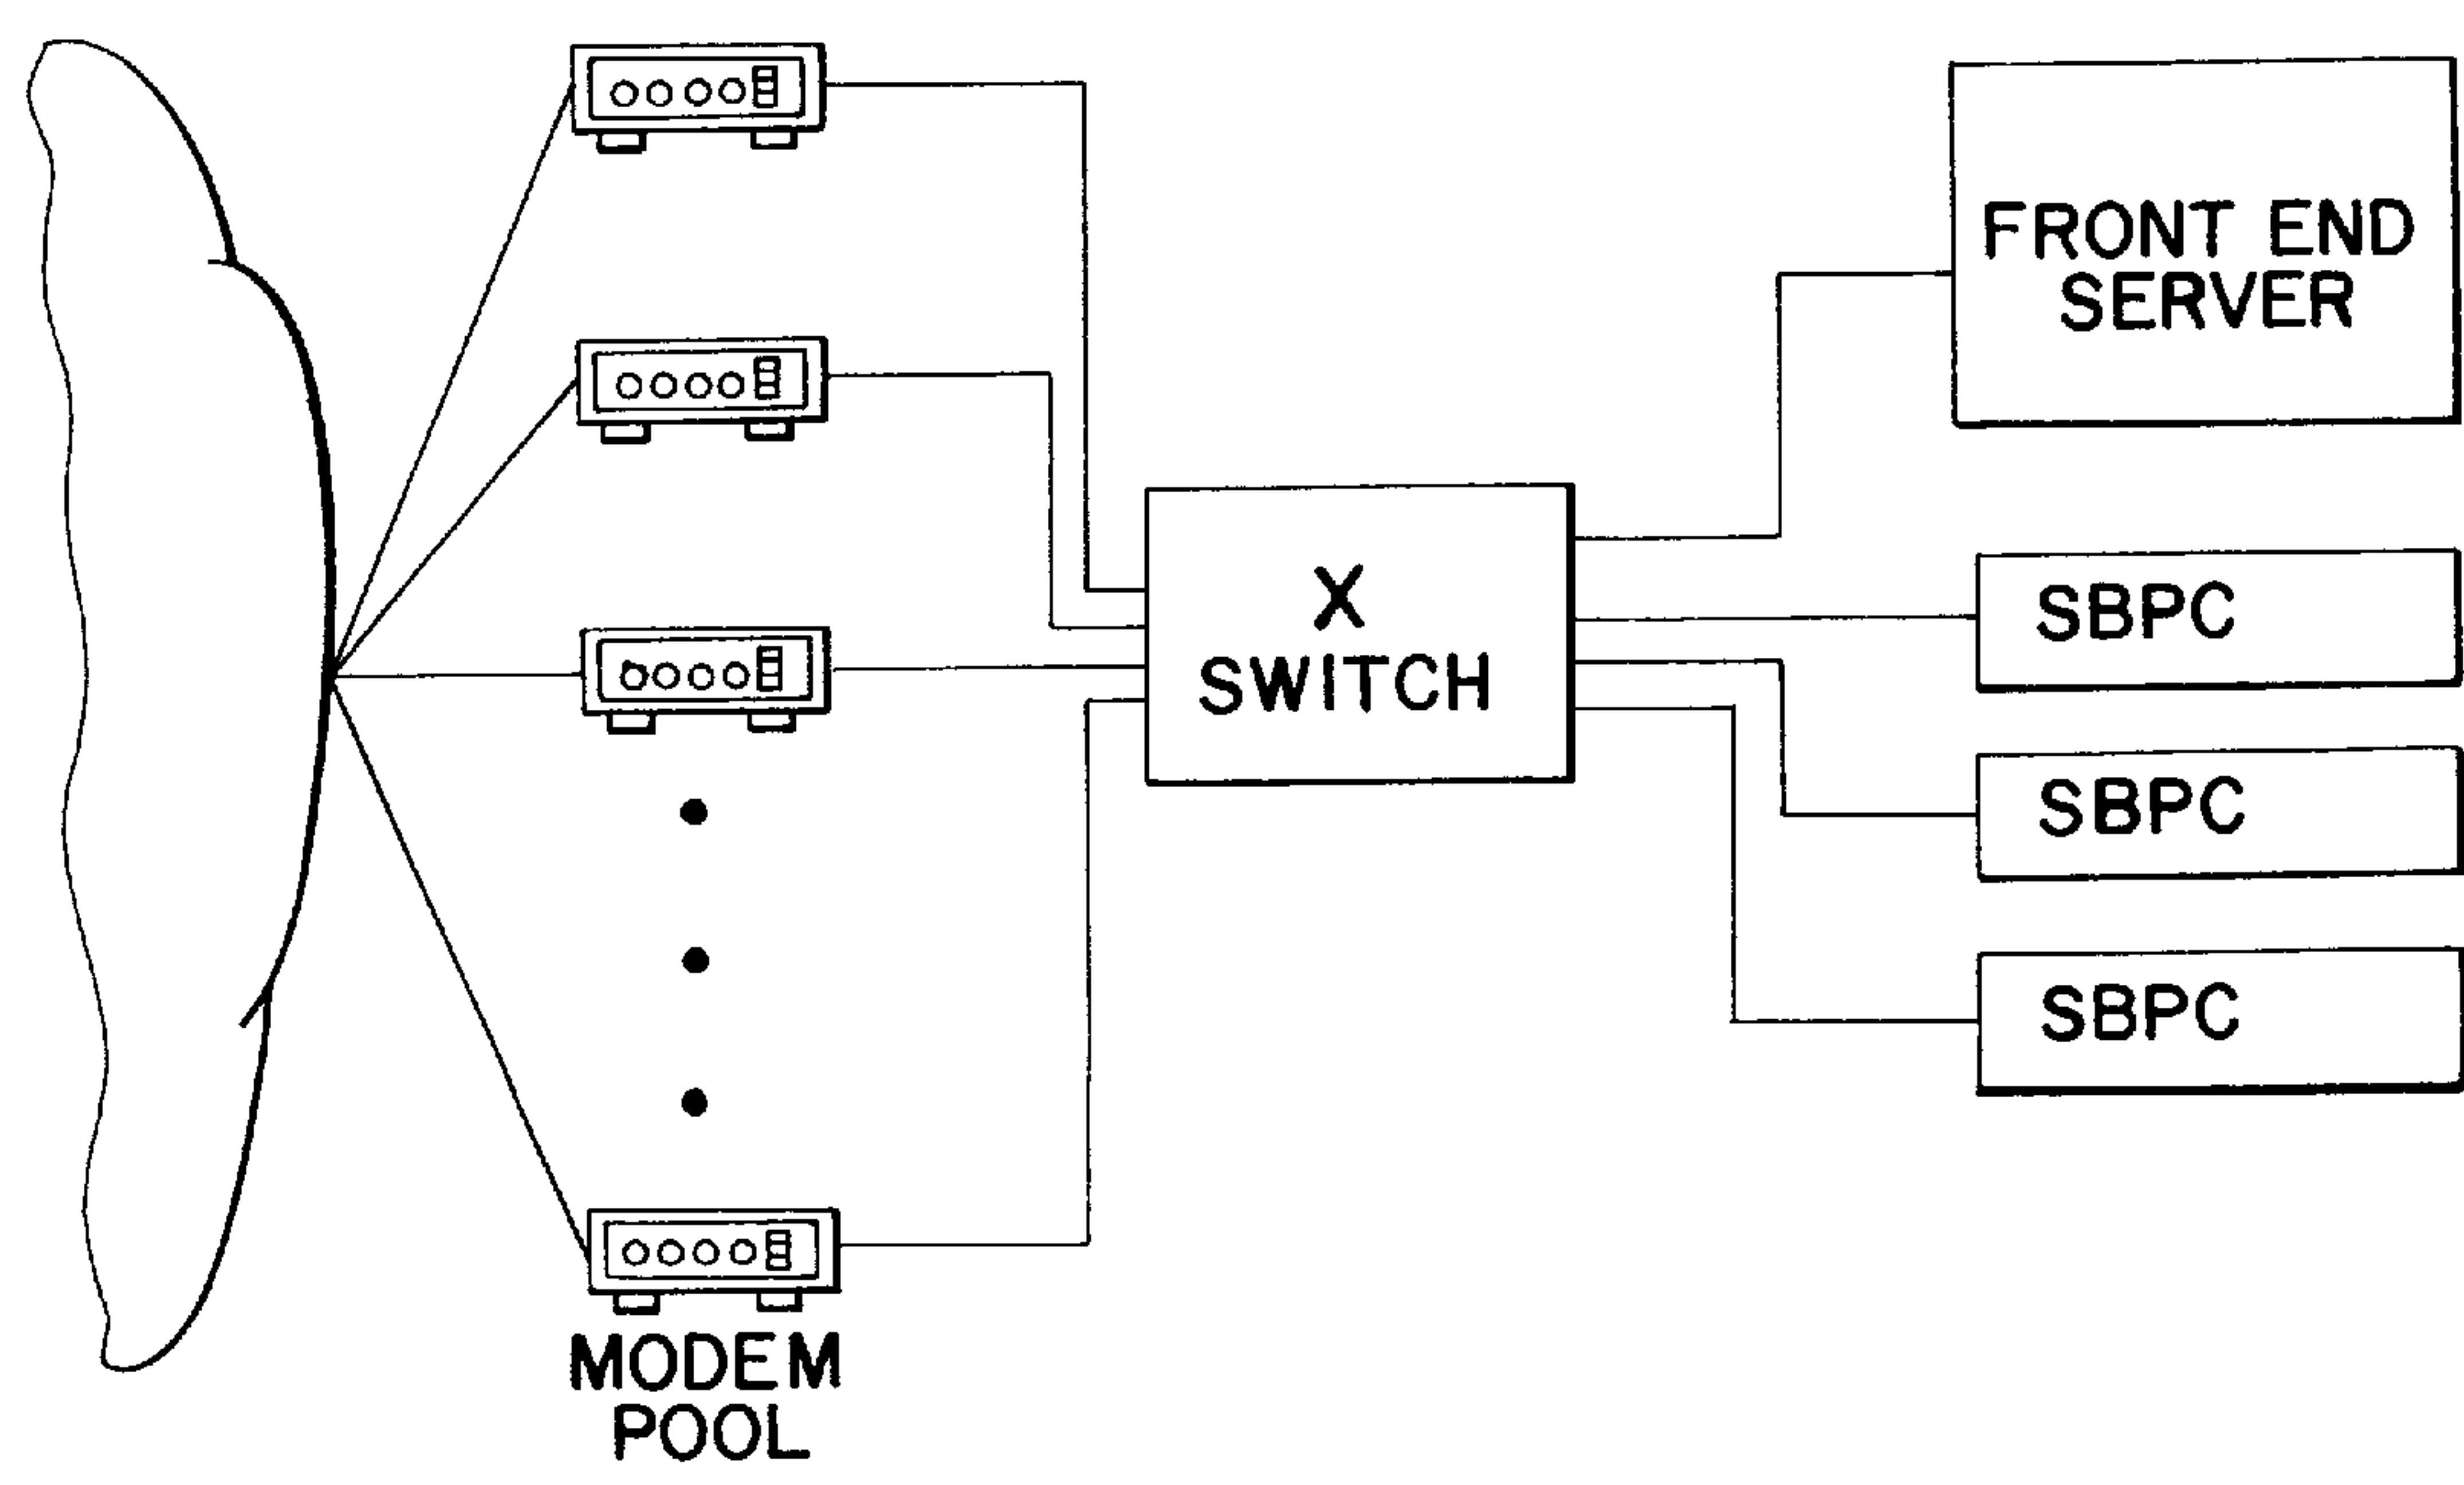 FRONT END
SERVER
X
SWITCH
SBPC
SBPC
SBPC
MODEM
POOL